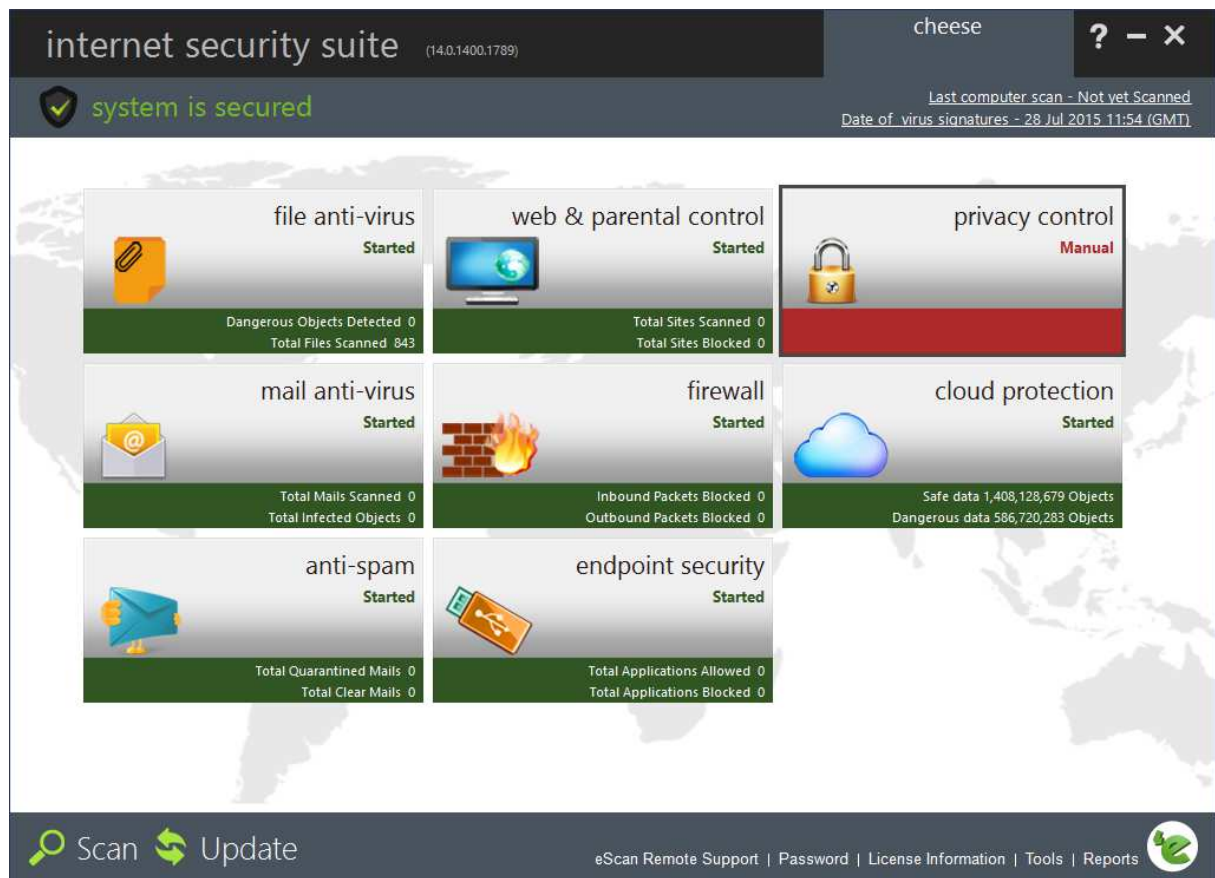 internet security suite (14.0.1400.1789)
cheese
? – ×
system is secured
Last computer scan - Not yet Scanned
Date of virus signatures - 28 Jul 2015 11:54 (GMT)
file anti-virus
Started
Dangerous Objects Detected 0
Total Files Scanned 843
web & parental control
Started
Total Sites Scanned 0
Total Sites Blocked 0
privacy control
Manual
mail anti-virus
Started
Total Mails Scanned 0
Total Infected Objects 0
firewall
Started
Inbound Packets Blocked 0
Outbound Packets Blocked 0
cloud protection
Started
Safe data 1,408,128,679 Objects
Dangerous data 586,720,283 Objects
anti-spam
Started
Total Quarantined Mails 0
Total Clear Mails 0
endpoint security
Started
Total Applications Allowed 0
Total Applications Blocked 0
Scan Update
eScan Remote Support | Password | License Information | Tools | Reports